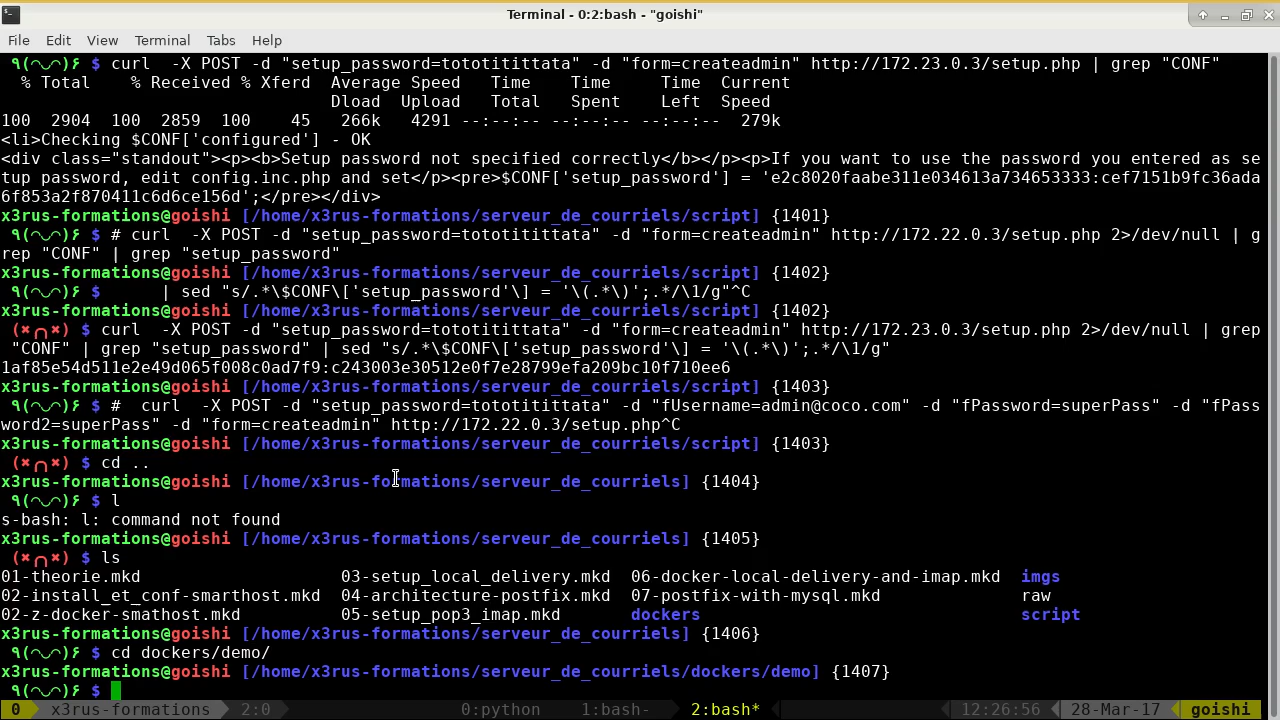 Terminal - 0:2:bash - "goishi"
File Edit View Terminal Tabs Help
٩(◠◡◠)۶ $ curl  -X POST -d "setup_password=tototitittata" -d "form=createadmin" http://172.23.0.3/setup.php | grep "CONF"
  % Total    % Received % Xferd  Average Speed   Time    Time     Time  Current
                                 Dload  Upload   Total   Spent    Left  Speed
100  2904  100  2859  100    45   266k   4291 --:--:-- --:--:-- --:--:--  279k
<li>Checking $CONF['configured'] - OK
<div class="standout"><p><b>Setup password not specified correctly</b></p><p>If you want to use the password you entered as se
tup password, edit config.inc.php and set</p><pre>$CONF['setup_password'] = 'e2c8020faabe311e034613a734653333:cef7151b9fc36ada
6f853a2f870411c6d6ce156d';</pre></div>
x3rus-formations@goishi [/home/x3rus-formations/serveur_de_courriels/script] {1401}
٩(◠◡◠)۶ $ # curl  -X POST -d "setup_password=tototitittata" -d "form=createadmin" http://172.22.0.3/setup.php 2>/dev/null | g
rep "CONF" | grep "setup_password"
x3rus-formations@goishi [/home/x3rus-formations/serveur_de_courriels/script] {1402}
٩(◠◡◠)۶ $      | sed "s/.*\$CONF\['setup_password'\] = '\(.*\)';.*/\1/g"^C
x3rus-formations@goishi [/home/x3rus-formations/serveur_de_courriels/script] {1402}
(✖╭╮✖) $ curl  -X POST -d "setup_password=tototitittata" -d "form=createadmin" http://172.23.0.3/setup.php 2>/dev/null | grep
 "CONF" | grep "setup_password" | sed "s/.*\$CONF\['setup_password'\] = '\(.*\)';.*/\1/g"
1af85e54d511e2e49d065f008c0ad7f9:c243003e30512e0f7e28799efa209bc10f710ee6
x3rus-formations@goishi [/home/x3rus-formations/serveur_de_courriels/script] {1403}
٩(◠◡◠)۶ $ #  curl  -X POST -d "setup_password=tototitittata" -d "fUsername=admin@coco.com" -d "fPassword=superPass" -d "fPass
word2=superPass" -d "form=createadmin" http://172.22.0.3/setup.php^C
x3rus-formations@goishi [/home/x3rus-formations/serveur_de_courriels/script] {1403}
(✖╭╮✖) $ cd ..
x3rus-formations@goishi [/home/x3rus-formations/serveur_de_courriels] {1404}
٩(◠◡◠)۶ $ l
s-bash: l: command not found
x3rus-formations@goishi [/home/x3rus-formations/serveur_de_courriels] {1405}
(✖╭╮✖) $ ls
01-theorie.mkd                    03-setup_local_delivery.mkd  06-docker-local-delivery-and-imap.mkd  imgs
02-install_et_conf-smarthost.mkd  04-architecture-postfix.mkd  07-postfix-with-mysql.mkd              raw
02-z-docker-smathost.mkd          05-setup_pop3_imap.mkd       dockers                                script
x3rus-formations@goishi [/home/x3rus-formations/serveur_de_courriels] {1406}
٩(◠◡◠)۶ $ cd dockers/demo/
x3rus-formations@goishi [/home/x3rus-formations/serveur_de_courriels/dockers/demo] {1407}
٩(◠◡◠)۶ $
0 x3rus-formations 2:0 0:python 1:bash- 2:bash* 12:26:56 28-Mar-17 goishi